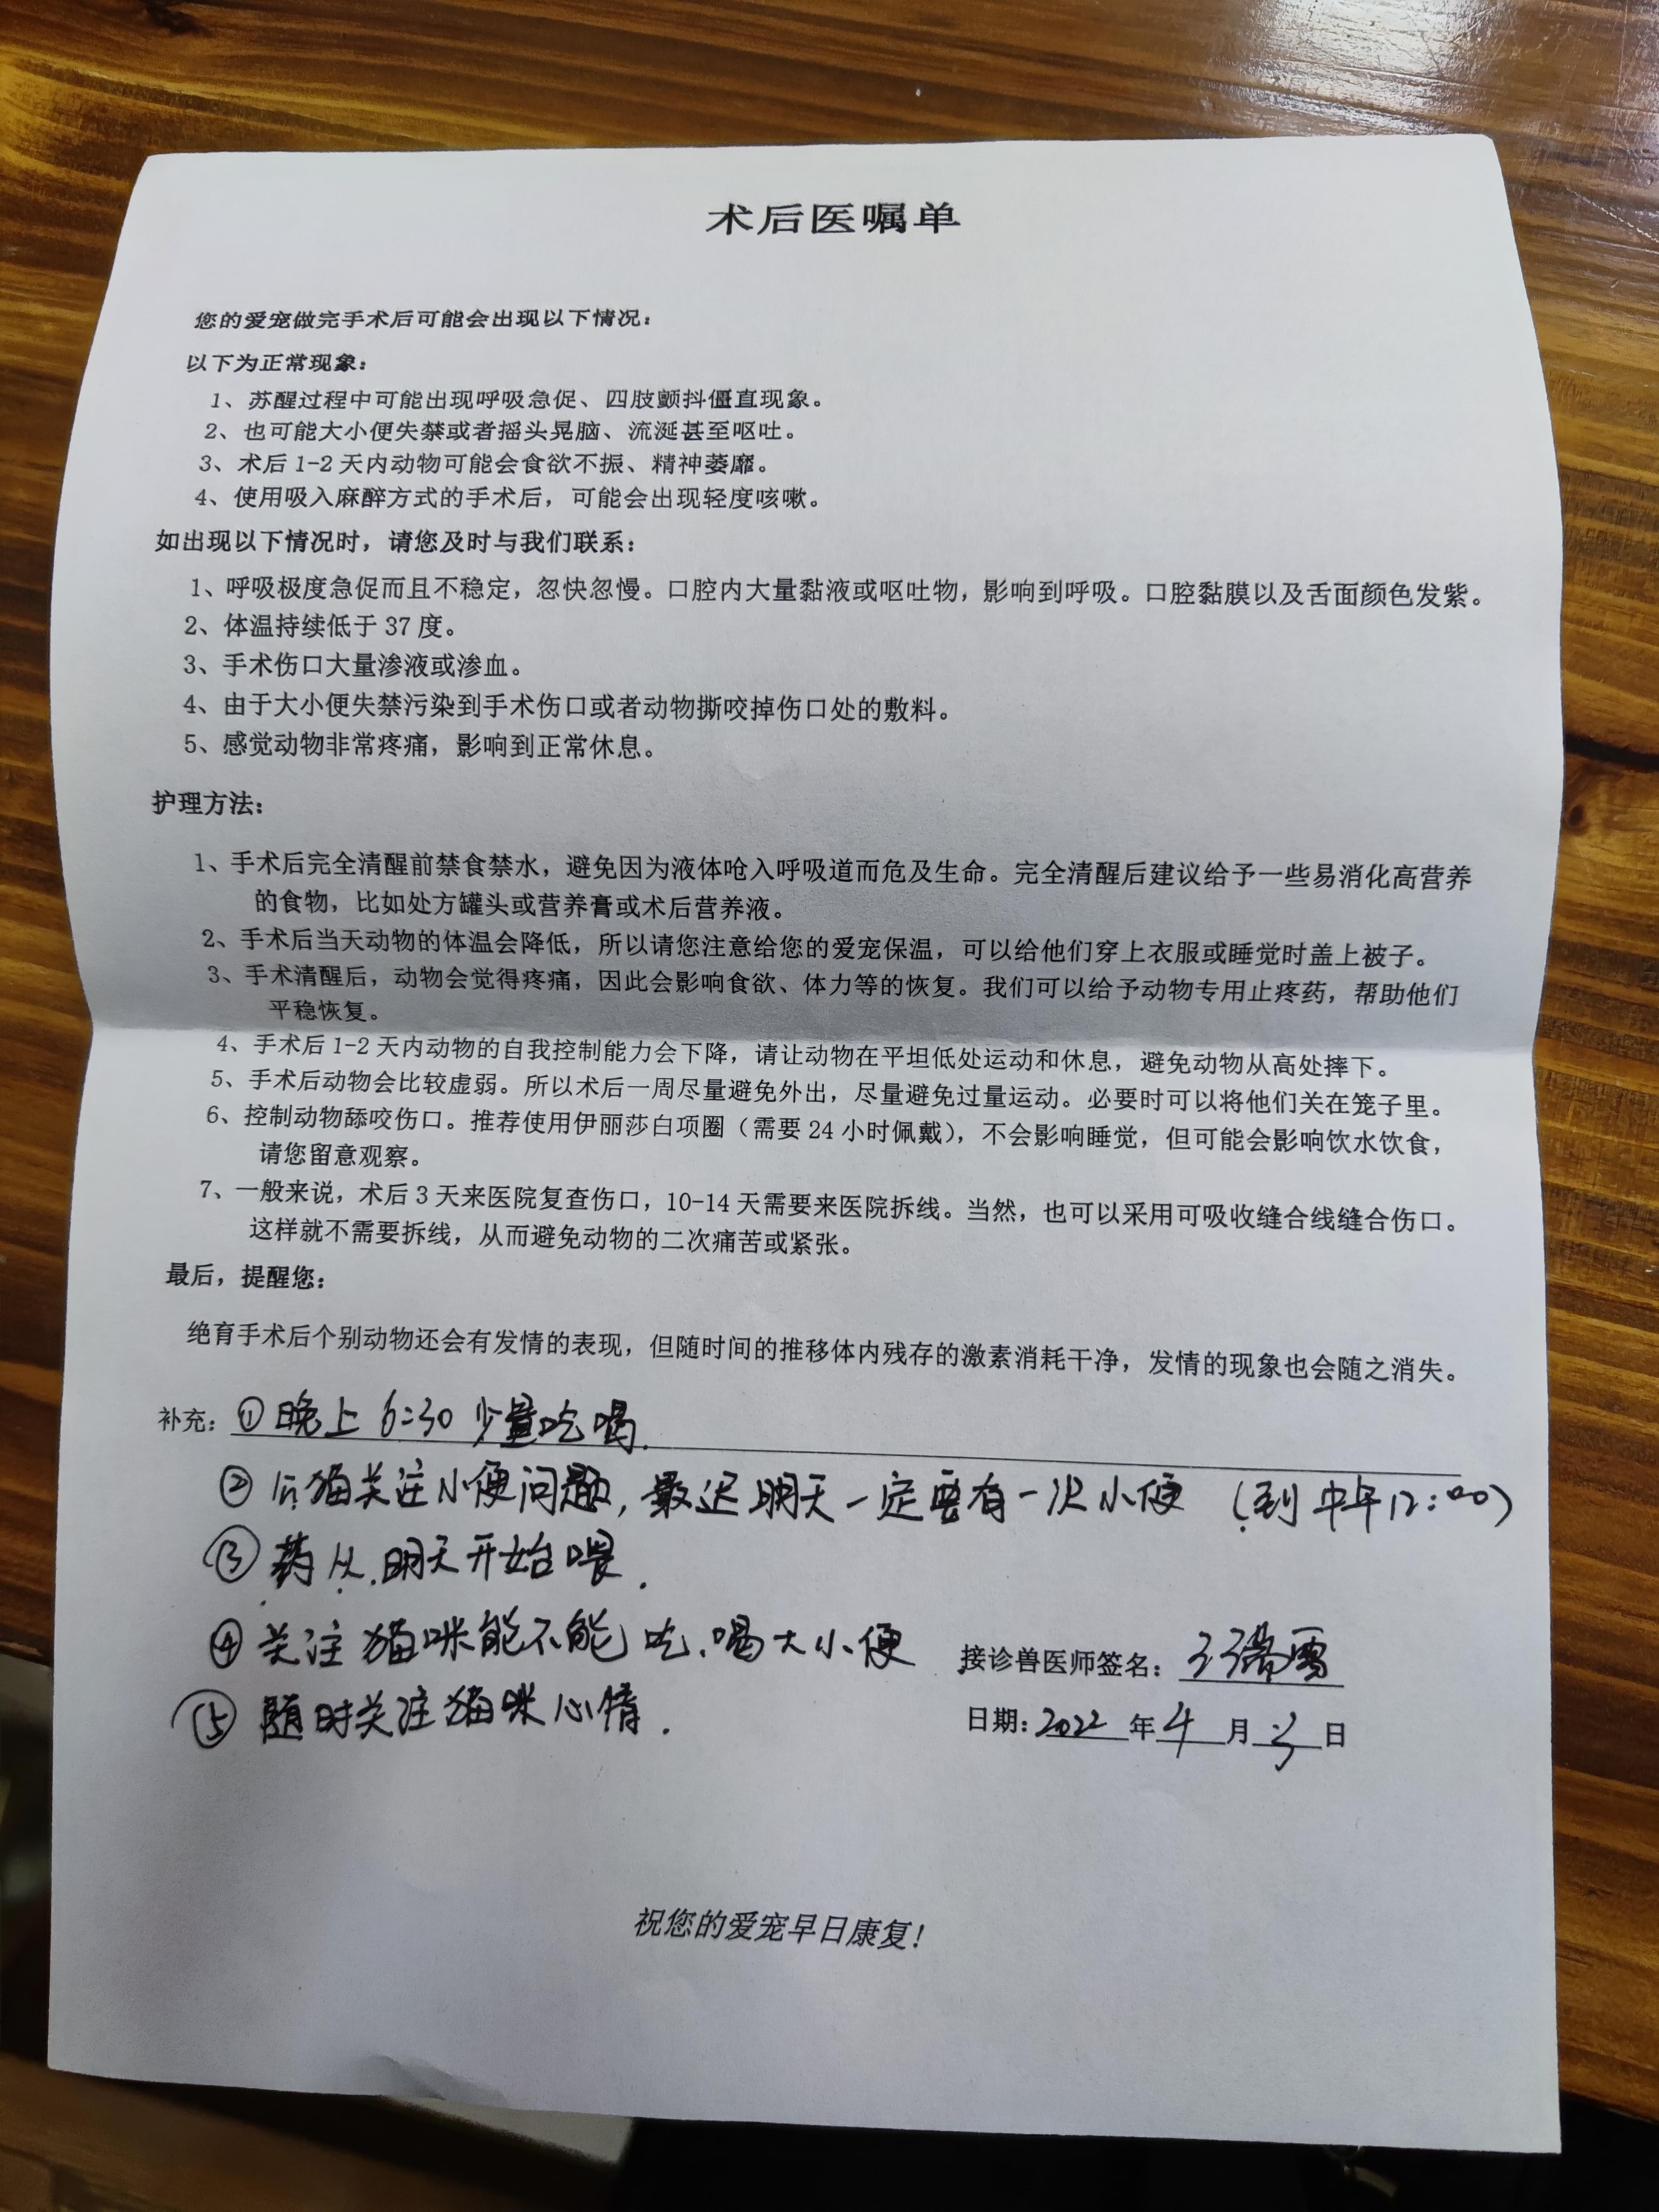 术后医嘱单
您的爱宠做完手术后可能会出现以下情况：
以下为正常现象：
1、苏醒过程中可能出现呼吸急促、四肢颤抖僵直现象。
2、也可能大小便失禁或者摇头晃脑、流涎甚至呕吐。
3、术后1-2天内动物可能会食欲不振、精神萎靡。
4、使用吸入麻醉方式的手术后，可能会出现轻度咳嗽。
如出现以下情况时，请您及时与我们联系：
1、呼吸极度急促而且不稳定，忽快忽慢。口腔内大量黏液或呕吐物，影响到呼吸。口腔黏膜以及舌面颜色发紫。
2、体温持续低于37度。
3、手术伤口大量渗液或渗血。
4、由于大小便失禁污染到手术伤口或者动物撕咬掉伤口处的敷料。
5、感觉动物非常疼痛，影响到正常休息。
护理方法：
1、手术后完全清醒前禁食禁水，避免因为液体呛入呼吸道而危及生命。完全清醒后建议给予一些易消化高营养
的食物，比如处方罐头或营养膏或术后营养液。
2、手术后当天动物的体温会降低，所以请您注意给您的爱宠保温，可以给他们穿上衣服或睡觉时盖上被子。
3、手术清醒后，动物会觉得疼痛，因此会影响食欲、体力等的恢复。我们可以给予动物专用止疼药，帮助他们
平稳恢复。
4、手术后1-2天内动物的自我控制能力会下降，请让动物在平坦低处运动和休息，避免动物从高处摔下。
5、手术后动物会比较虚弱。所以术后一周尽量避免外出，尽量避免过量运动。必要时可以将他们关在笼子里。
6、控制动物舔咬伤口。推荐使用伊丽莎白项圈（需要24小时佩戴），不会影响睡觉，但可能会影响饮水饮食，
请您留意观察。
7、一般来说，术后3天来医院复查伤口，10-14天需要来医院拆线。当然，也可以采用可吸收缝合线缝合伤口。
这样就不需要拆线，从而避免动物的二次痛苦或紧张。
最后，提醒您：
绝育手术后个别动物还会有发情的表现，但随时间的推移体内残存的激素消耗干净，发情的现象也会随之消失。
补充：①晚上6:30少量吃喝.
②后猫关注小便问题，最迟明天一定要有一次小便（到中午12:00）
③药从明天开始喂.
④关注猫咪能不能吃.喝大小便
接诊兽医师签名：
⑤随时关注猫咪心情.
日期：2022年4月3日
祝您的爱宠早日康复！